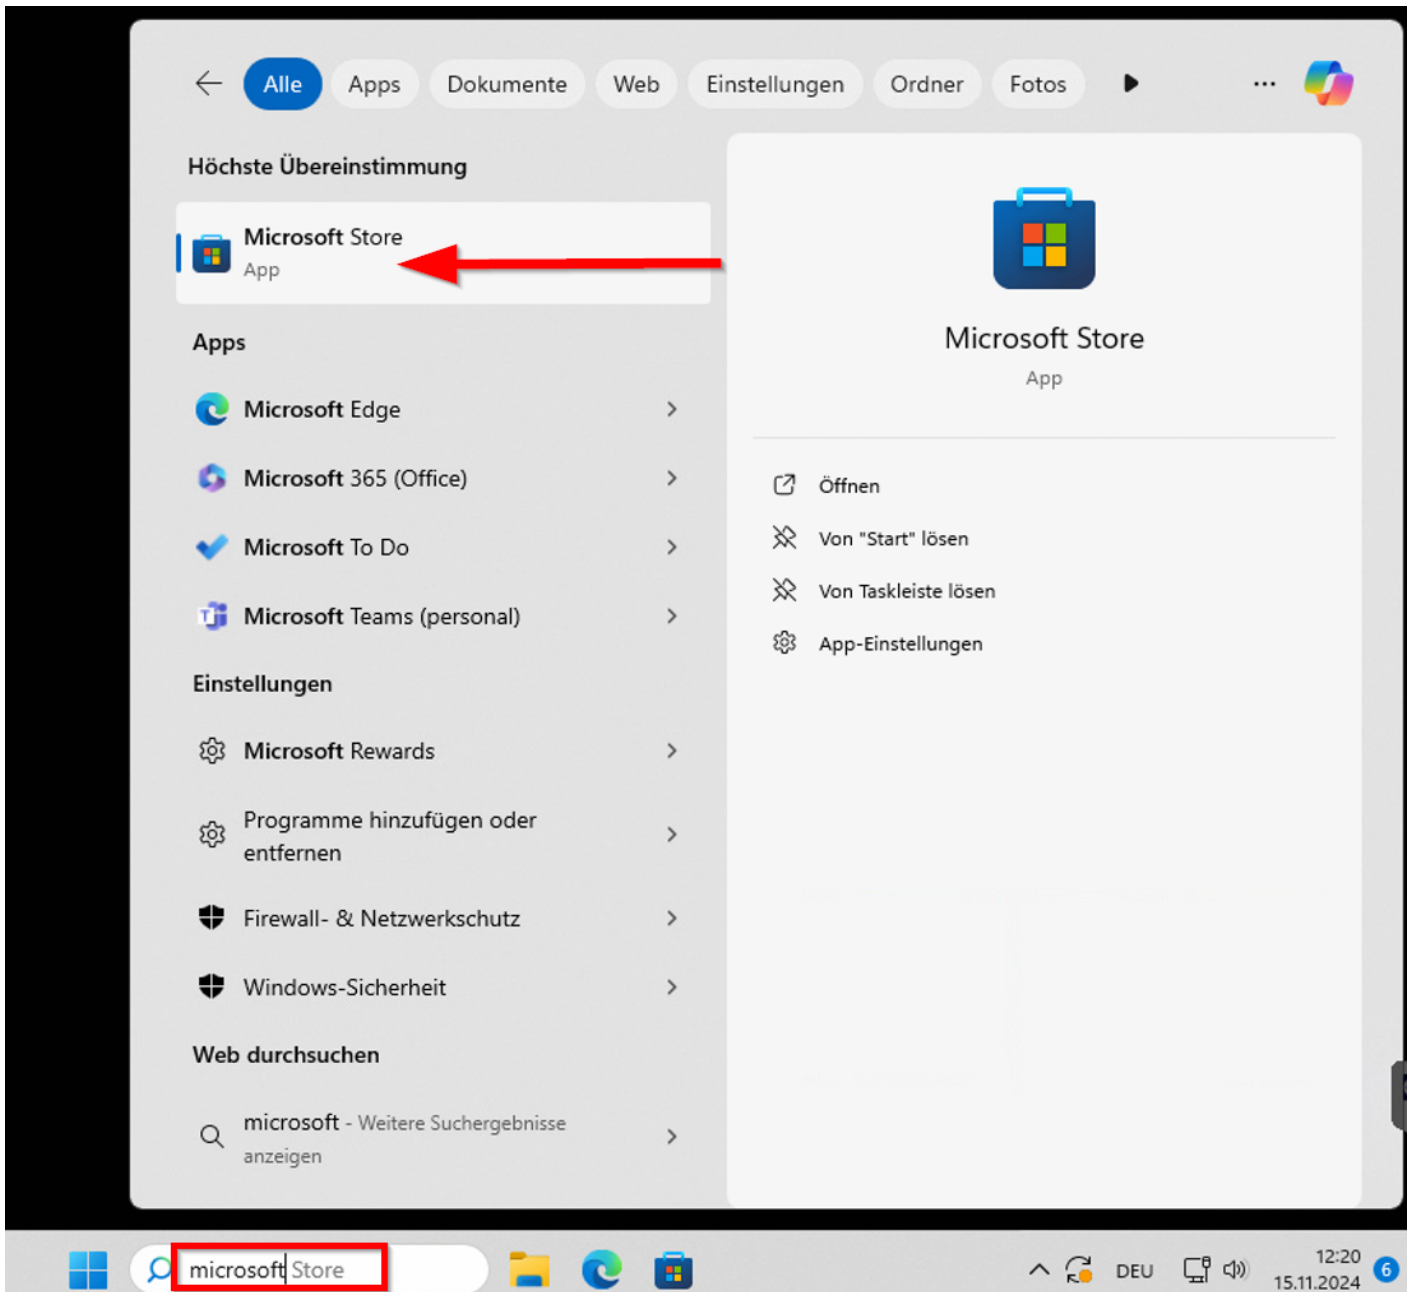 Alle Apps Dokumente Web Einstellungen Ordner Fotos ...
Höchste Übereinstimmung
Microsoft Store
App
Apps
Microsoft Edge
Microsoft 365 (Office)
Microsoft To Do
Microsoft Teams (personal)
Einstellungen
Microsoft Rewards
Programme hinzufügen oder
entfernen
Firewall- & Netzwerkschutz
Windows-Sicherheit
Web durchsuchen
microsoft - Weitere Suchergebnisse
anzeigen
Microsoft Store
App
Öffnen
Von "Start" lösen
Von Taskleiste lösen
App-Einstellungen
microsoft Store
DEU
12:20
15.11.2024
6